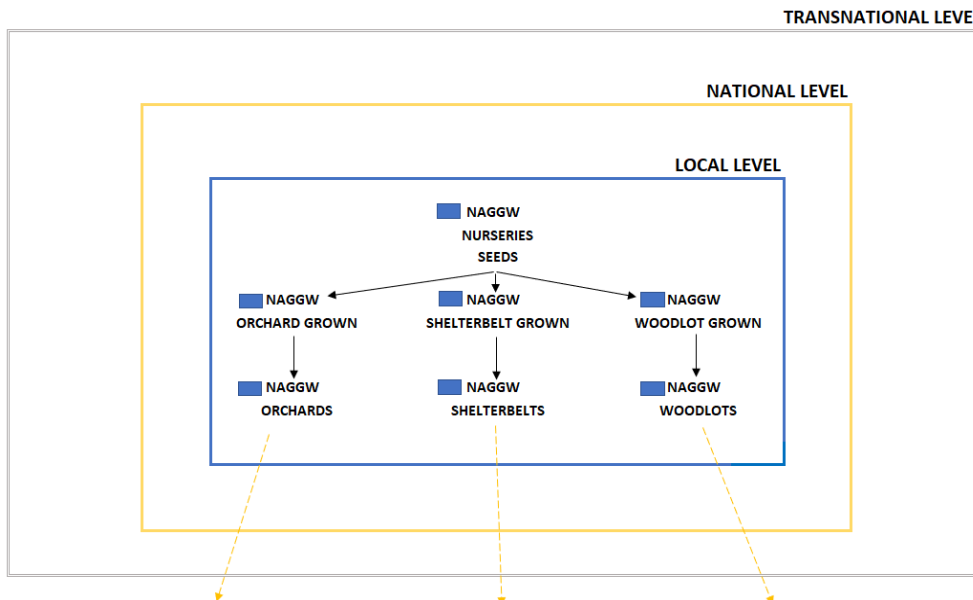 TRANSNATIONAL LEVE
NATIONAL LEVEL
LOCAL LEVEL
NAGGW
NURSERIES
SEEDS
NAGGW
ORCHARD GROWN
NAGGW
SHELTERBELT GROWN
NAGGW
WOODLOT GROWN
NAGGW
ORCHARDS
NAGGW
SHELTERBELTS
NAGGW
WOODLOTS